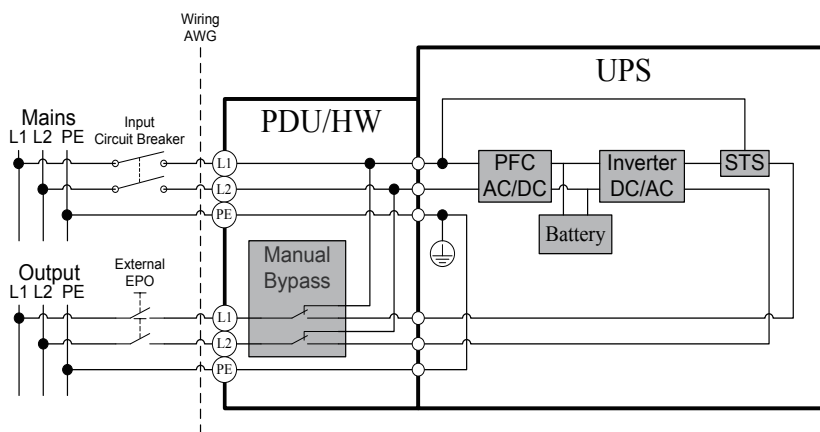 Wiring
AWG
UPS
Mains
L1 L2 PE
Input
Circuit Breaker
PDU/HW
L1
L2
PE
PFC
AC/DC
Inverter
DC/AC
STS
Battery
Manual
Bypass
Output
L1 L2 PE
External
EPO
L1
L2
PE